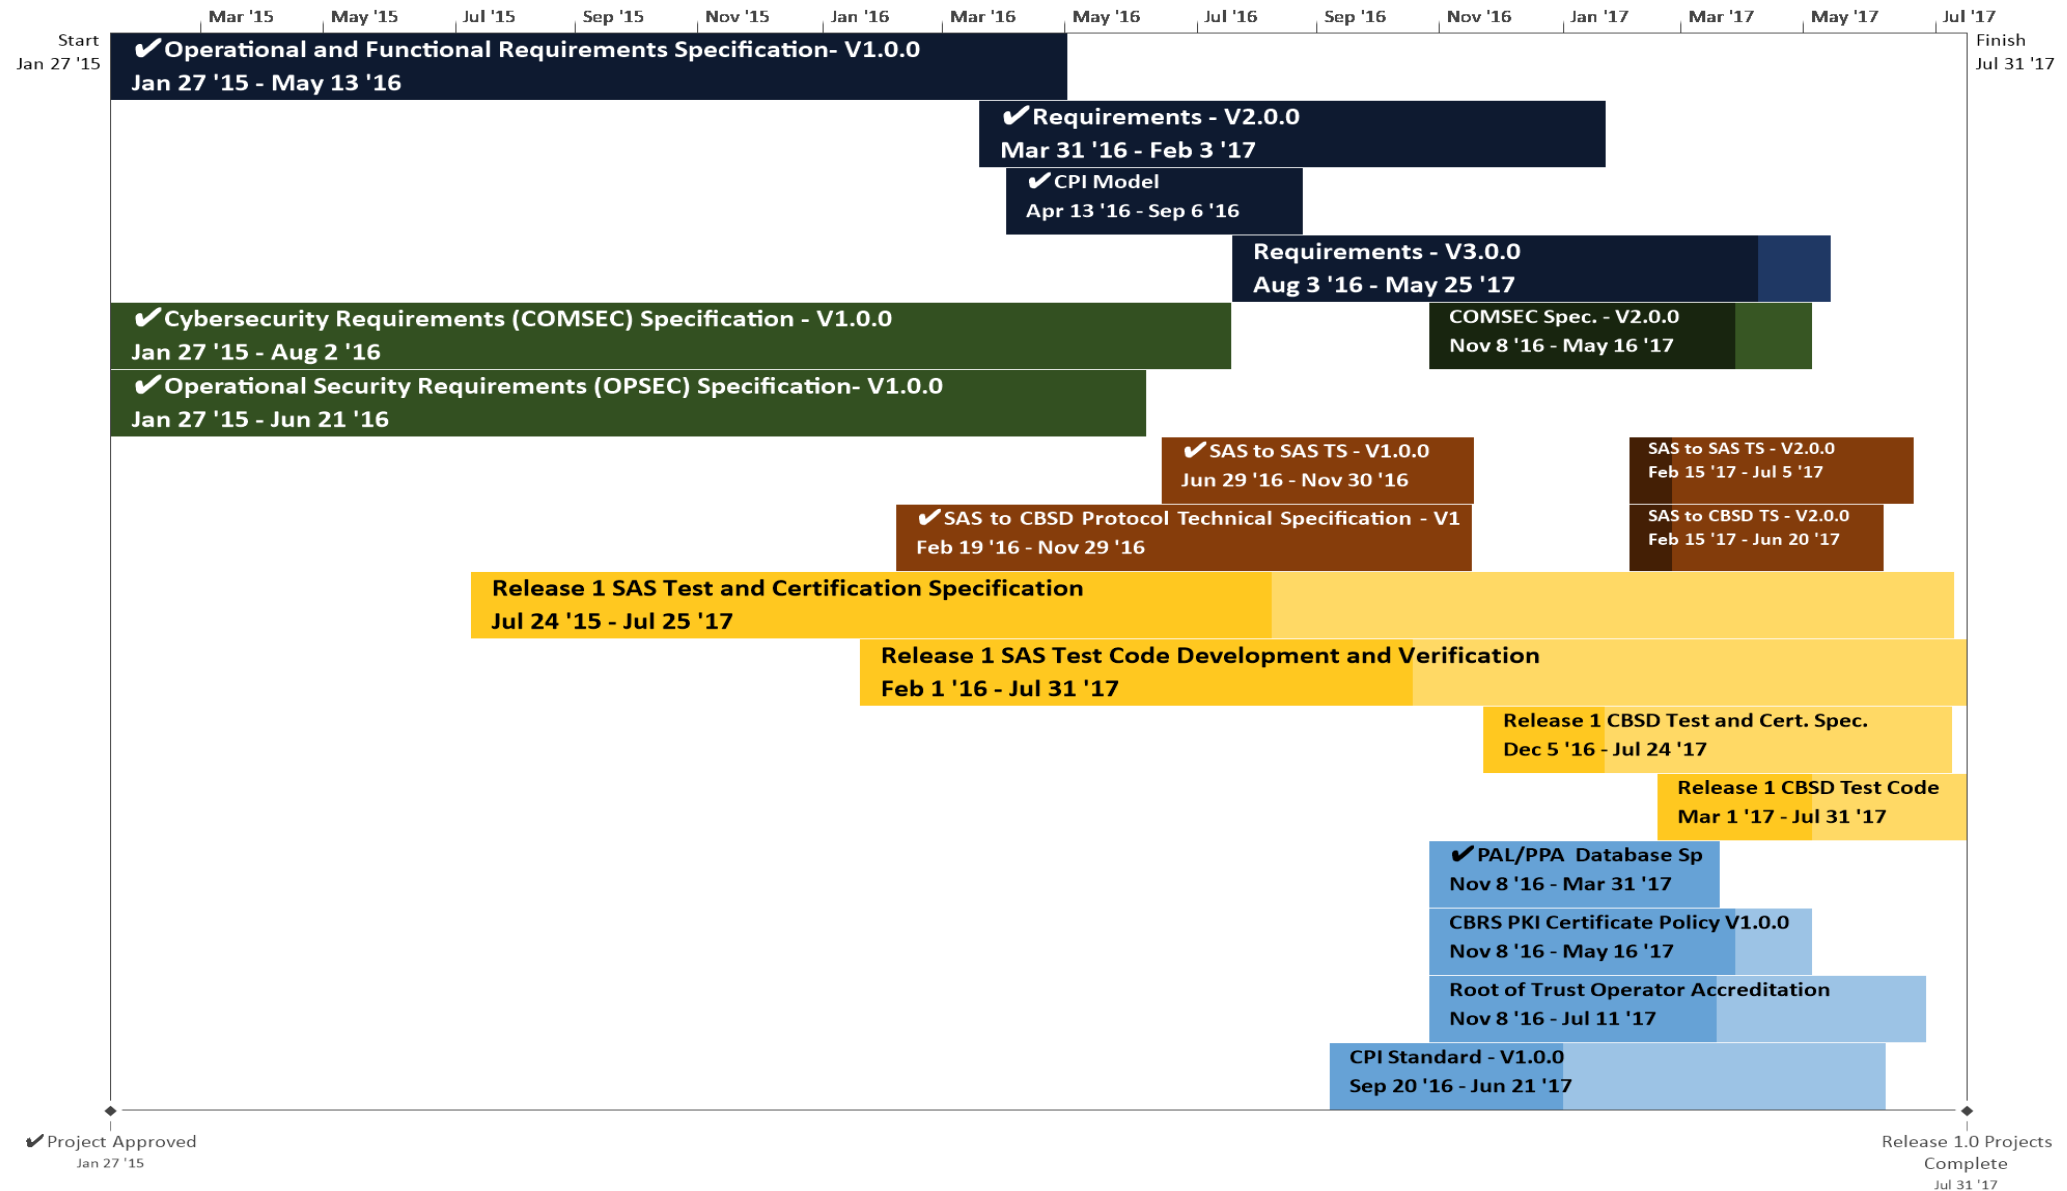 Mar '15 May '15 Jul '15 Sep '15 Nov '15 Jan '16 Mar '16 May '16 Jul '16 Sep '16 Nov '16 Jan '17 Mar '17 May '17 Jul '17
Start
Jan 27 '15
Finish
Jul 31 '17
✔Operational and Functional Requirements Specification- V1.0.0
Jan 27 '15 - May 13 '16
✔Requirements - V2.0.0
Mar 31 '16 - Feb 3 '17
✔CPI Model
Apr 13 '16 - Sep 6 '16
Requirements - V3.0.0
Aug 3 '16 - May 25 '17
✔Cybersecurity Requirements (COMSEC) Specification - V1.0.0
Jan 27 '15 - Aug 2 '16
COMSEC Spec. - V2.0.0
Nov 8 '16 - May 16 '17
✔Operational Security Requirements (OPSEC) Specification- V1.0.0
Jan 27 '15 - Jun 21 '16
✔SAS to SAS TS - V1.0.0
Jun 29 '16 - Nov 30 '16
SAS to SAS TS - V2.0.0
Feb 15 '17 - Jul 5 '17
✔SAS to CBSD Protocol Technical Specification - V1
Feb 19 '16 - Nov 29 '16
SAS to CBSD TS - V2.0.0
Feb 15 '17 - Jun 20 '17
Release 1 SAS Test and Certification Specification
Jul 24 '15 - Jul 25 '17
Release 1 SAS Test Code Development and Verification
Feb 1 '16 - Jul 31 '17
Release 1 CBSD Test and Cert. Spec.
Dec 5 '16 - Jul 24 '17
Release 1 CBSD Test Code
Mar 1 '17 - Jul 31 '17
✔PAL/PPA Database Sp
Nov 8 '16 - Mar 31 '17
CBRS PKI Certificate Policy V1.0.0
Nov 8 '16 - May 16 '17
Root of Trust Operator Accreditation
Nov 8 '16 - Jul 11 '17
CPI Standard - V1.0.0
Sep 20 '16 - Jun 21 '17
✔Project Approved
Jan 27 '15
Release 1.0 Projects
Complete
Jul 31 '17